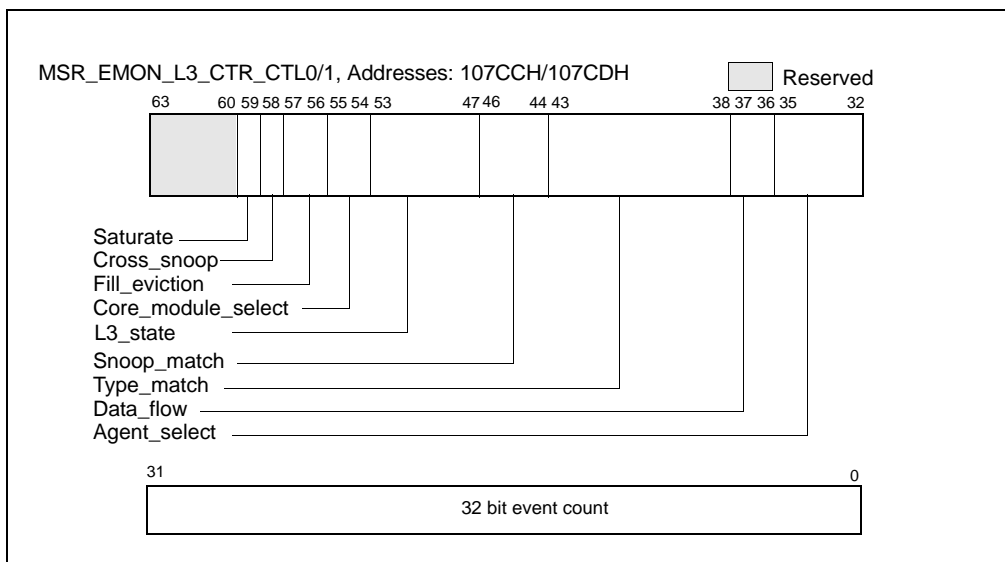 MSR_EMON_L3_CTR_CTL0/1, Addresses: 107CCH/107CDH
Reserved
63 60 59 58 57 56 55 54 53 47 46 44 43 38 37 36 35 32
Saturate
Cross_snoop
Fill_eviction
Core_module_select
L3_state
Snoop_match
Type_match
Data_flow
Agent_select
31 0
32 bit event count